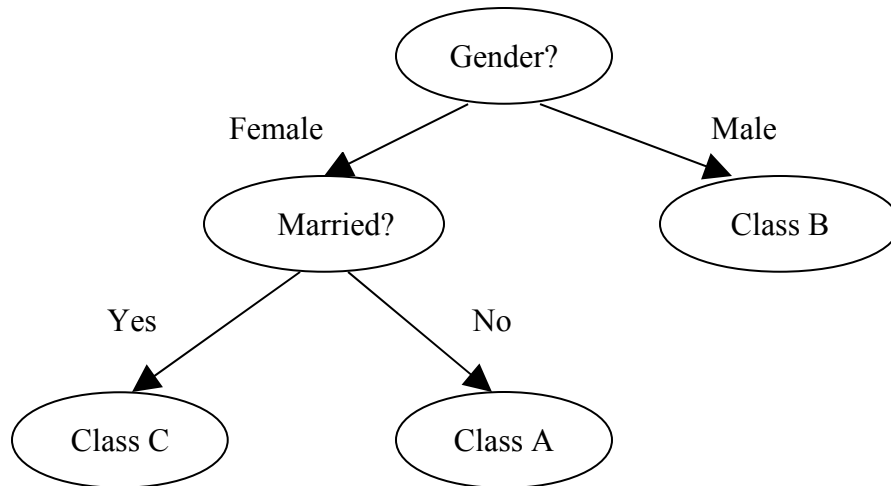 Gender?
Female
Male
Married?
Class B
Yes
No
Class C
Class A